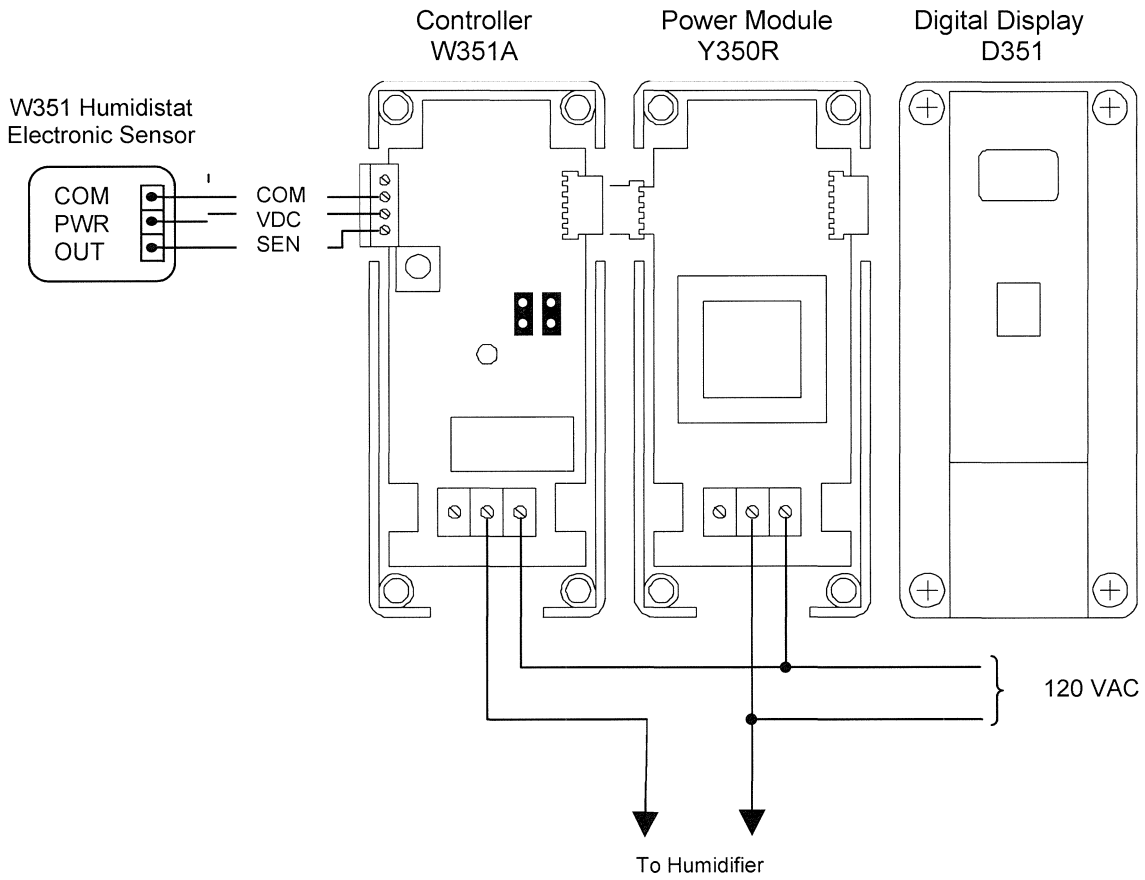 Controller
W351A
Power Module
Y350R
Digital Display
D351
W351 Humidistat
Electronic Sensor
COM
PWR
OUT
COM
VDC
SEN
120 VAC
To Humidifier